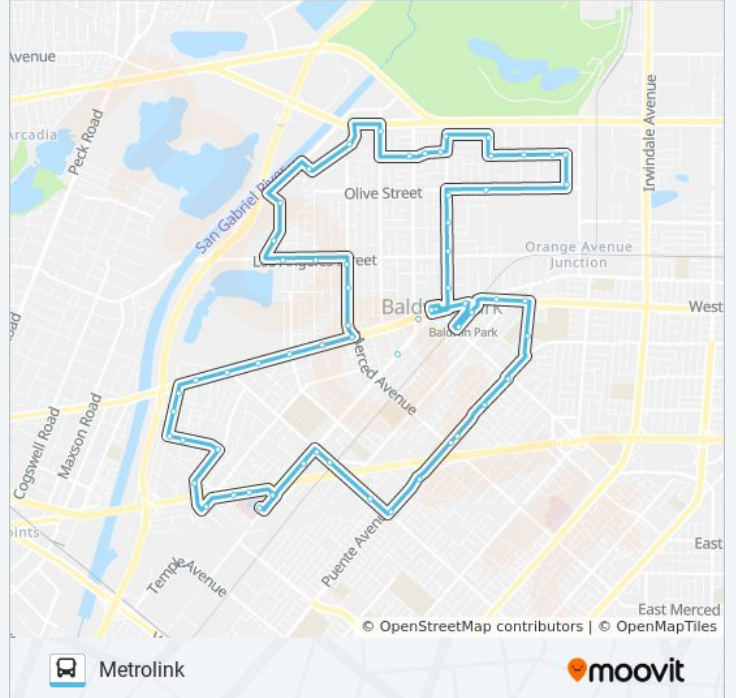 Avenue
Arcadia
Peck Road
Irwindale Avenue
Olive Street
San Gabriel River
Orange Avenue
Junction
Los Angeles Street
Baldwin Park
West
Baldwin Park
Merced Avenue
Cogswell Road
Maxson Road
oad
oints
Puente Avenue
East
Temple Avenue
East Merced
© OpenStreetMap contributors | © OpenMapTiles
Metrolink
moovit